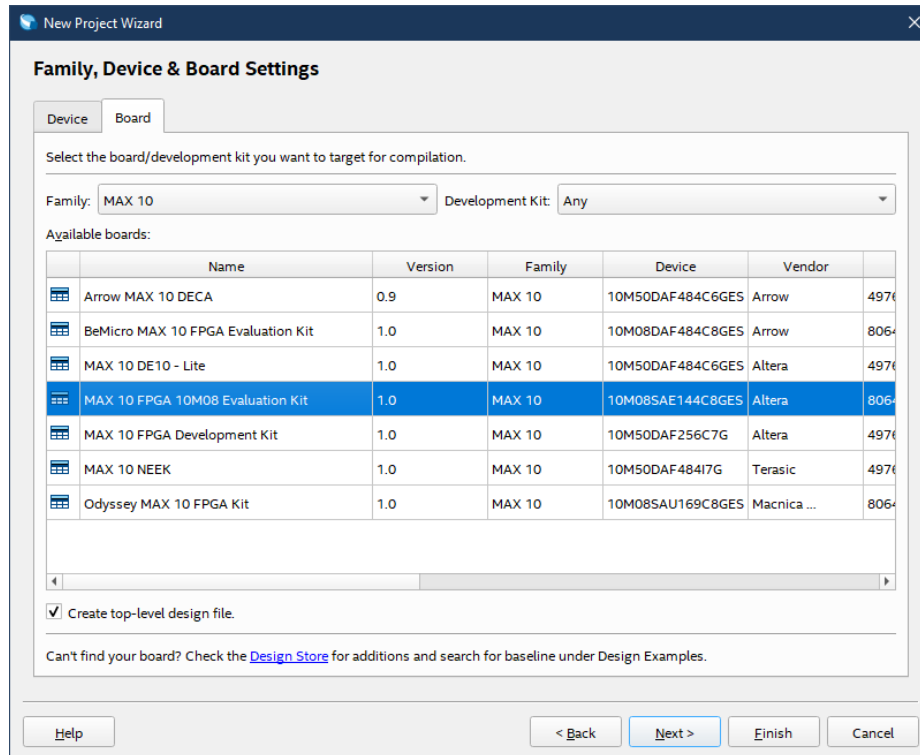 New Project Wizard
Family, Device & Board Settings
Device Board
Select the board/development kit you want to target for compilation.
Family: MAX 10 Development Kit: Any
Available boards:
Name Version Family Device Vendor
Arrow MAX 10 DECA 0.9 MAX 10 10M50DAF484C6GES Arrow 4976
BeMicro MAX 10 FPGA Evaluation Kit 1.0 MAX 10 10M08DAF484C8GES Arrow 8064
MAX 10 DE10 - Lite 1.0 MAX 10 10M50DAF484C6GES Altera 4976
MAX 10 FPGA 10M08 Evaluation Kit 1.0 MAX 10 10M08SAE144C8GES Altera 8064
MAX 10 FPGA Development Kit 1.0 MAX 10 10M50DAF256C7G Altera 4976
MAX 10 NEEK 1.0 MAX 10 10M50DAF484I7G Terasic 4976
Odyssey MAX 10 FPGA Kit 1.0 MAX 10 10M08SAU169C8GES Macnica ... 8064
Create top-level design file.
Can't find your board? Check the Design Store for additions and search for baseline under Design Examples.
Help < Back Next > Finish Cancel